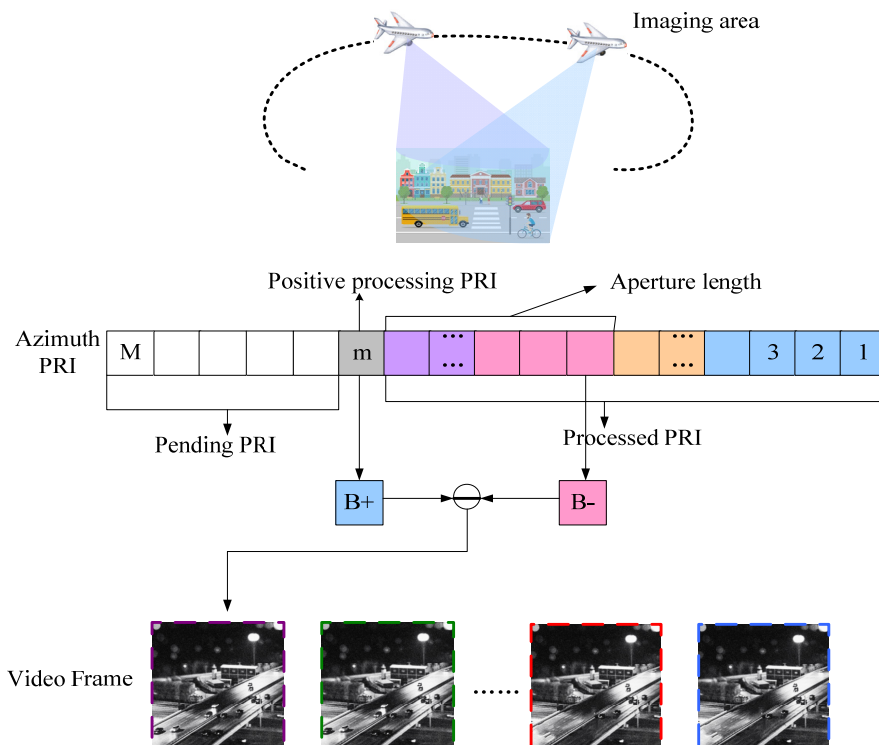 Imaging area
Positive processing PRI
Aperture length
Azimuth PRI
M
m
...
...
...
...
3 2 1
Pending PRI
Processed PRI
B+
B-
Video Frame
......